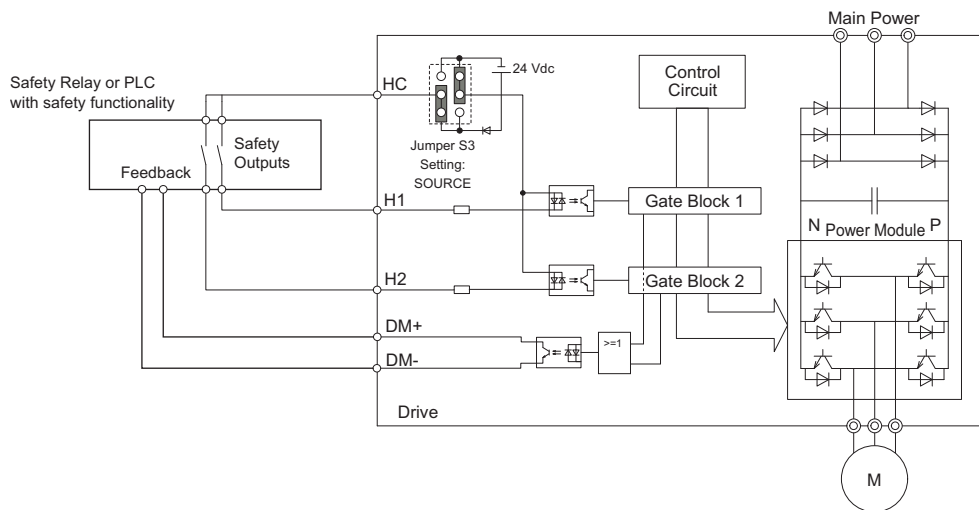 Main Power
Safety Relay or PLC
with safety functionality
HC
24 Vdc
Control
Circuit
Safety
Outputs
Feedback
Jumper S3
Setting:
SOURCE
H1
Gate Block 1
N
P
Power Module
H2
Gate Block 2
DM+
>=1
DM-
Drive
M